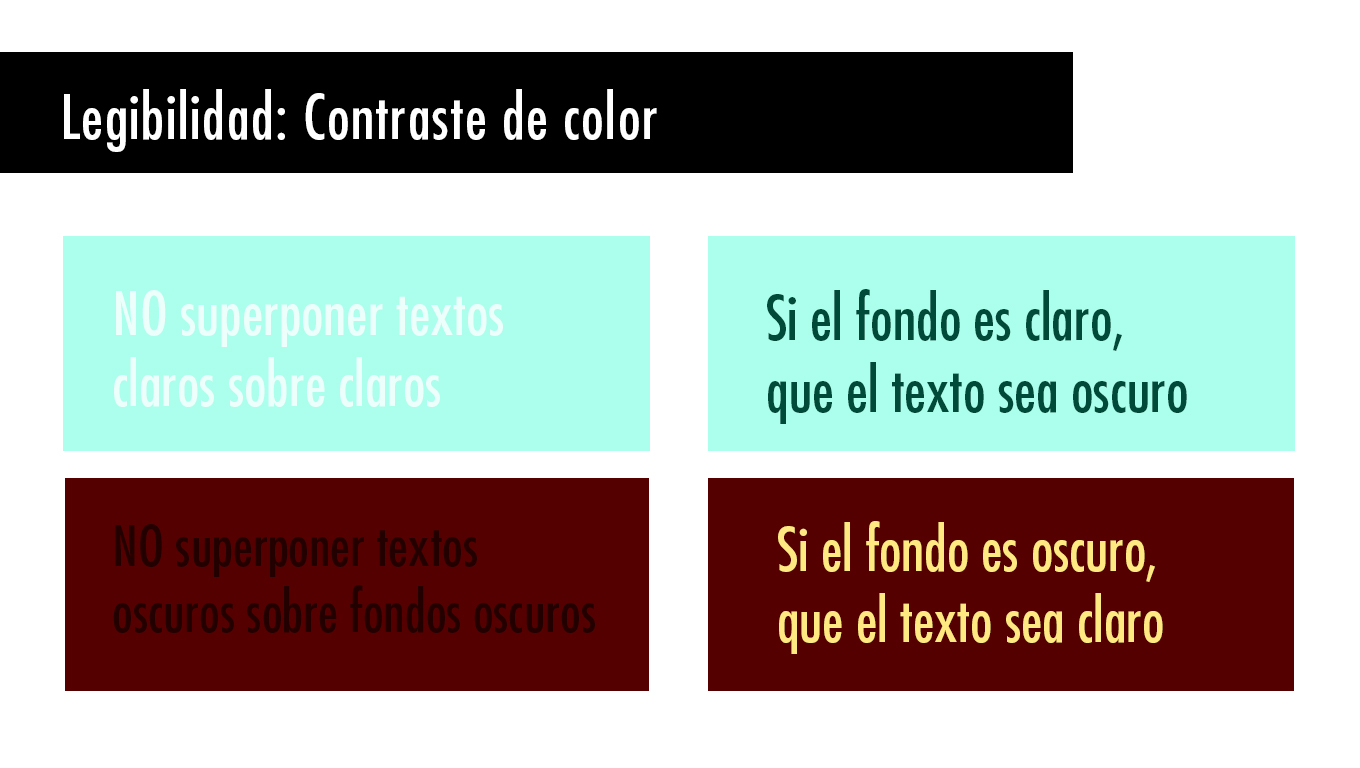 Legibilidad: Contraste de color
NO superponer textos
claros sobre claros
Si el fondo es claro,
que el texto sea oscuro
NO superponer textos
oscuros sobre fondos oscuros
Si el fondo es oscuro,
que el texto sea claro